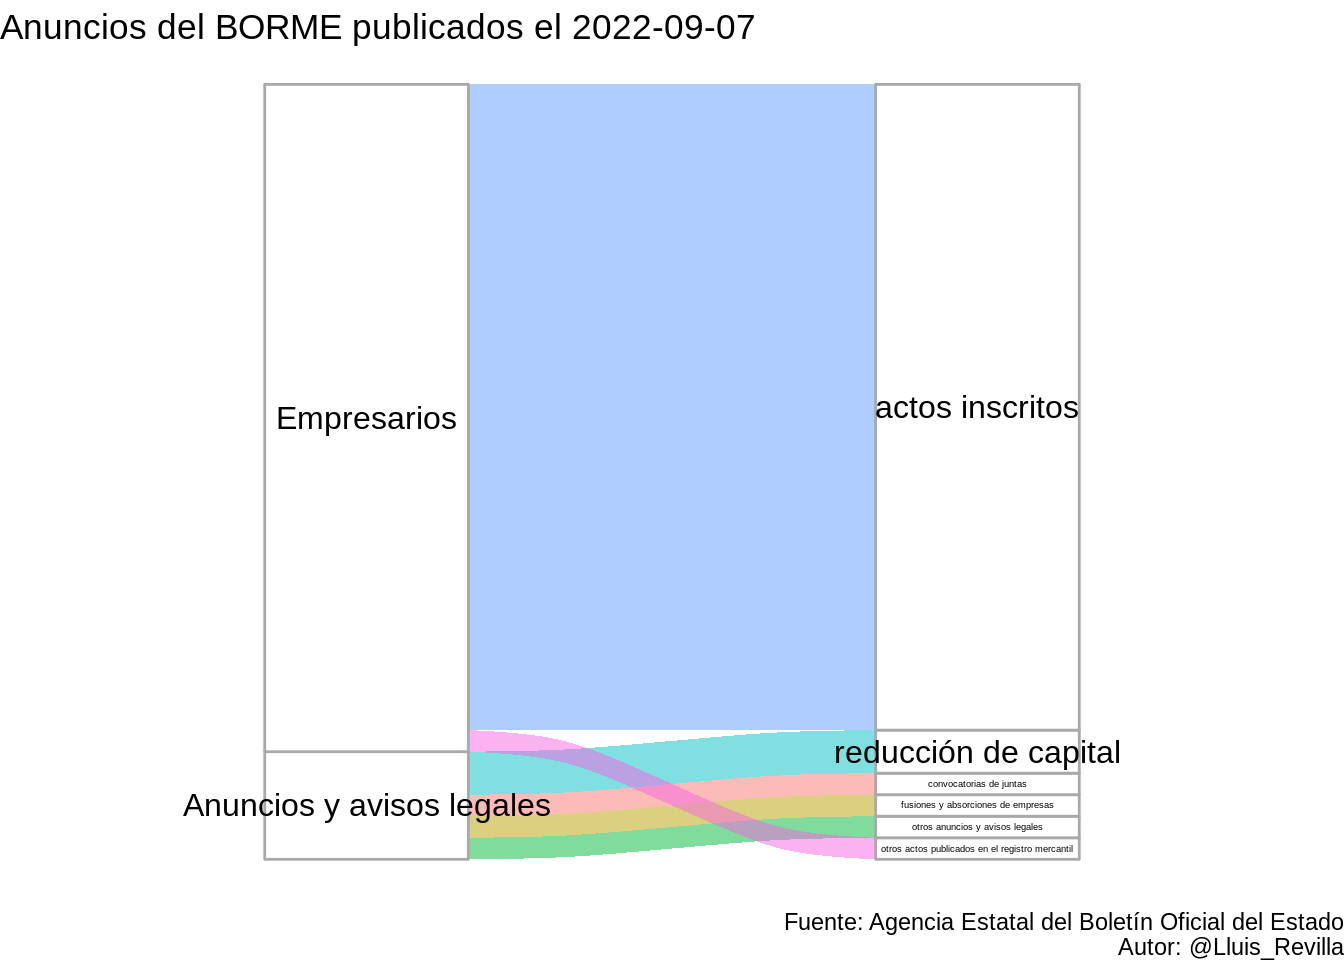 Anuncios del BORME publicados el 2022-09-07
Empresarios
actos inscritos
reducción de capital
convocatorias de juntas
Anuncios y avisos legales
fusiones y absorciones de empresas
otros anuncios y avisos legales
otros actos publicados en el registro mercantil
Fuente: Agencia Estatal del Boletín Oficial del Estado
Autor: @Lluis_Revilla